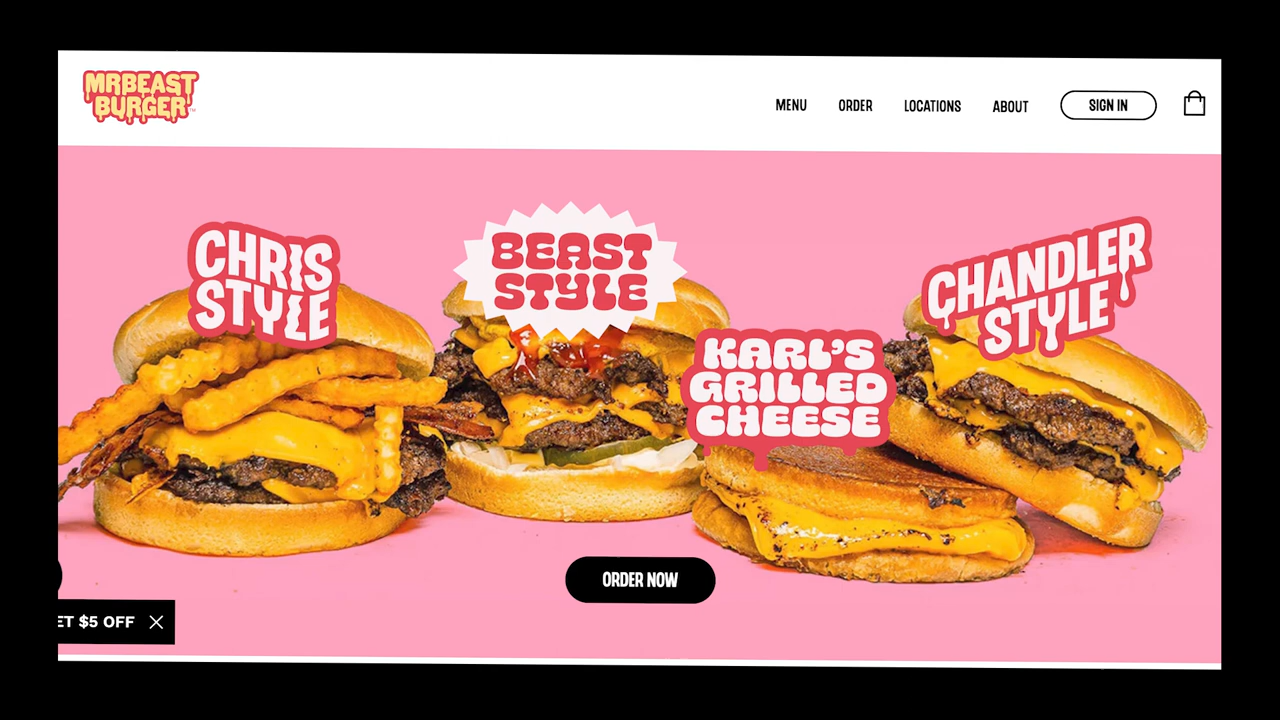 MRBEAST
BURGER
MENU
ORDER
LOCATIONS
ABOUT
SIGN IN
CHRIS
STYLE
BEAST
STYLE
KARL'S
GRILLED
CHEESE
CHANDLER
STYLE
ORDER NOW
ET $5 OFF